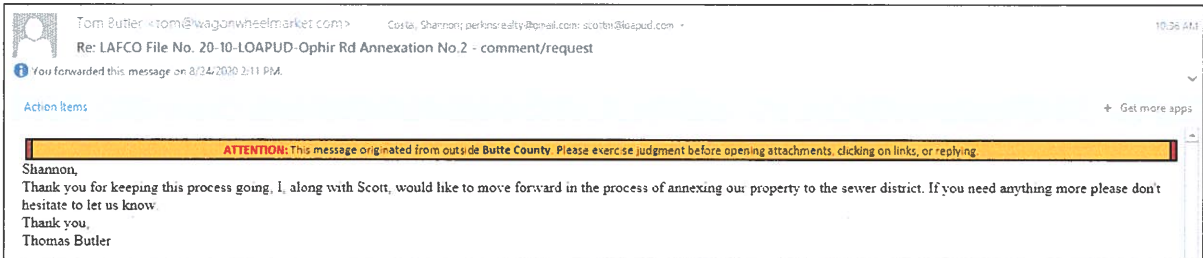 Tom Butler <tom@wagonwheelmarket.com> Costa, Shannon; perkinsrealty@gmail.com; scottm@loapud.com
10:36 AM
Re: LAFCO File No. 20-10-LOAPUD-Ophir Rd Annexation No.2 - comment/request
You forwarded this message on 8/24/2020 2:11 PM.
Action Items + Get more apps
ATTENTION: This message originated from outside Butte County. Please exercise judgment before opening attachments, clicking on links, or replying.
Shannon,
Thank you for keeping this process going, I, along with Scott, would like to move forward in the process of annexing our property to the sewer district. If you need anything more please don't
hesitate to let us know.
Thank you,
Thomas Butler